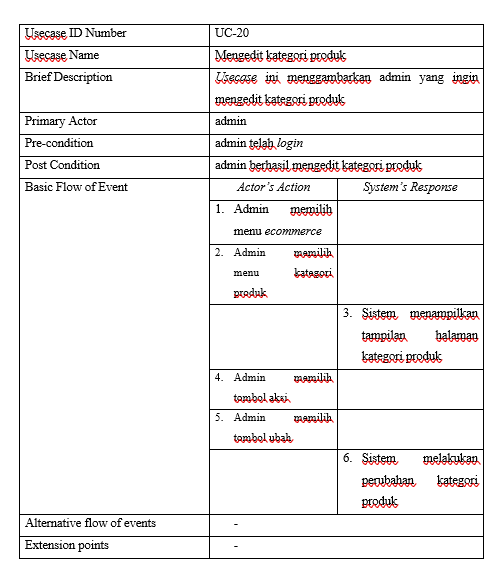 Usecase ID Number UC-20
Usecase Name Mengedit kategori produk
Brief Description Usecase ini menggambarkan admin yang ingin
mengedit kategori produk
Primary Actor admin
Pre-condition admin telah login
Post Condition admin berhasil mengedit kategori produk
Basic Flow of Event Actor's Action System's Response
1. Admin memilih
menu ecommerce
2. Admin memilih
menu kategori
produk
3. Sistem menampilkan
tampilan halaman
kategori produk
4. Admin memilih
tombol aksi
5. Admin memilih
tombol ubah
6. Sistem melakukan
perubahan kategori
produk
Alternative flow of events -
Extension points -